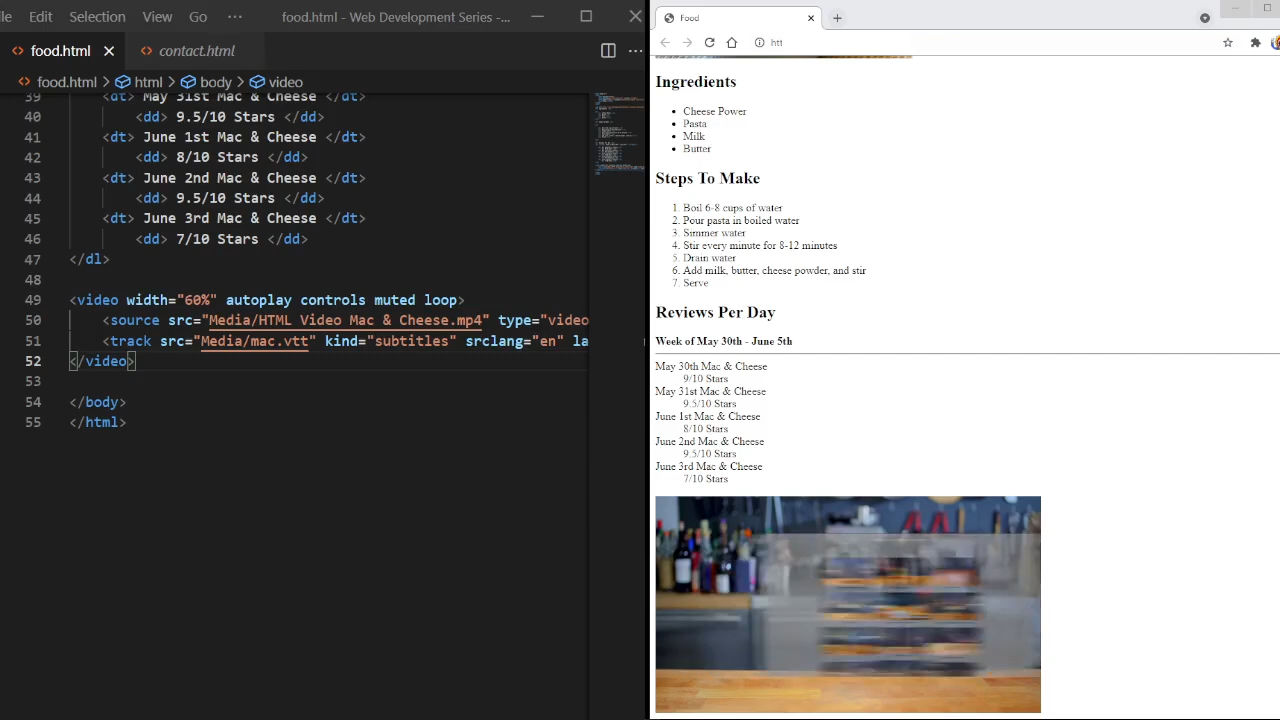 Edit Selection View Go ··· food.html - Web Development Series -...
food.html contact.html
food.html html body video
39 <dt> May 31st Mac & Cheese </dt>
<dd> 9.5/10 Stars </dd>
41 <dt> June 1st Mac & Cheese </dt>
42 <dd> 8/10 Stars </dd>
43 <dt> June 2nd Mac & Cheese </dt>
44 <dd> 9.5/10 Stars </dd>
45 <dt> June 3rd Mac & Cheese </dt>
46 <dd> 7/10 Stars </dd>
47 </dl>
49 <video width="60%" autoplay controls muted loop>
50 <source src="Media/HTML Video Mac & Cheese.mp4" type="video
51 <track src="Media/mac.vtt" kind="subtitles" srclang="en" la
52 </video>
53
54 </body>
55 </html>
Food
htt
Ingredients
• Cheese Power
• Pasta
• Milk
• Butter
Steps To Make
1. Boil 6-8 cups of water
2. Pour pasta in boiled water
3. Simmer water
4. Stir every minute for 8-12 minutes
5. Drain water
6. Add milk, butter, cheese powder, and stir
7. Serve
Reviews Per Day
Week of May 30th - June 5th
May 30th Mac & Cheese
9/10 Stars
May 31st Mac & Cheese
9.5/10 Stars
June 1st Mac & Cheese
8/10 Stars
June 2nd Mac & Cheese
9.5/10 Stars
June 3rd Mac & Cheese
7/10 Stars